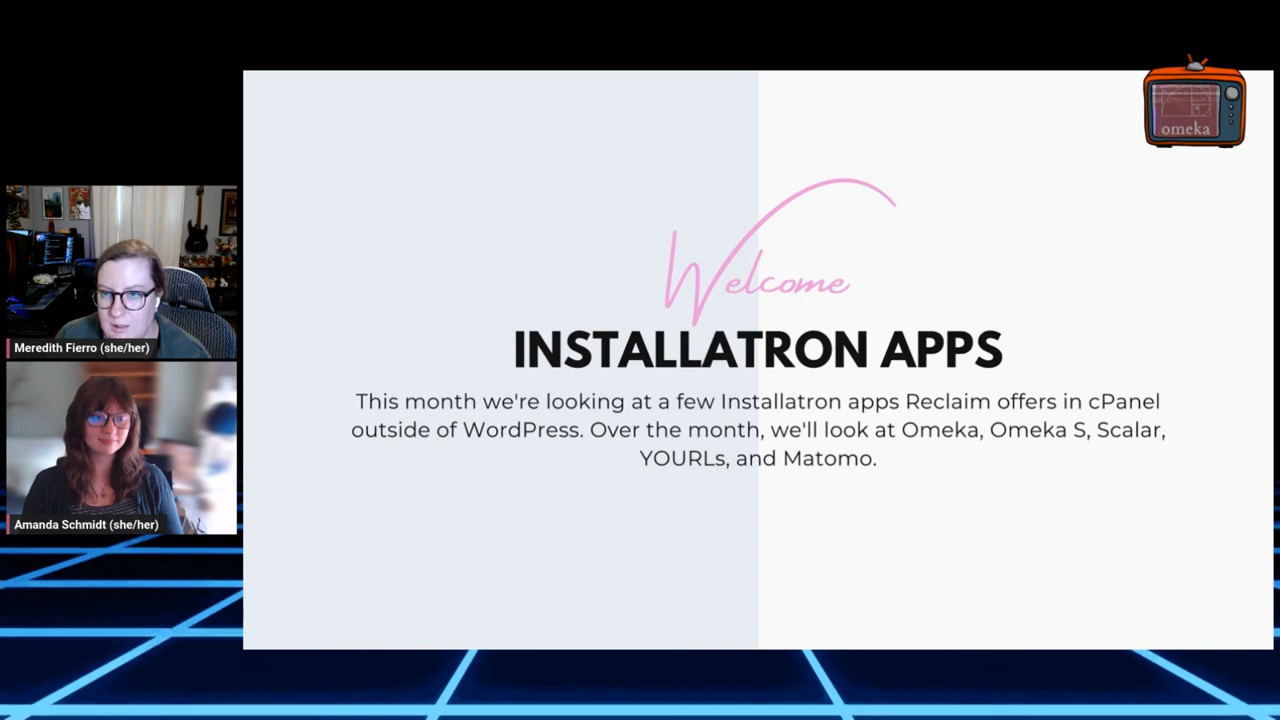 omeka
Welcome
INSTALLATRON APPS
This month we're looking at a few Installatron apps Reclaim offers in cPanel
outside of WordPress. Over the month, we'll look at Omeka, Omeka S, Scalar,
YOURLs, and Matomo.
Meredith Fierro (she/her)
Amanda Schmidt (she/her)